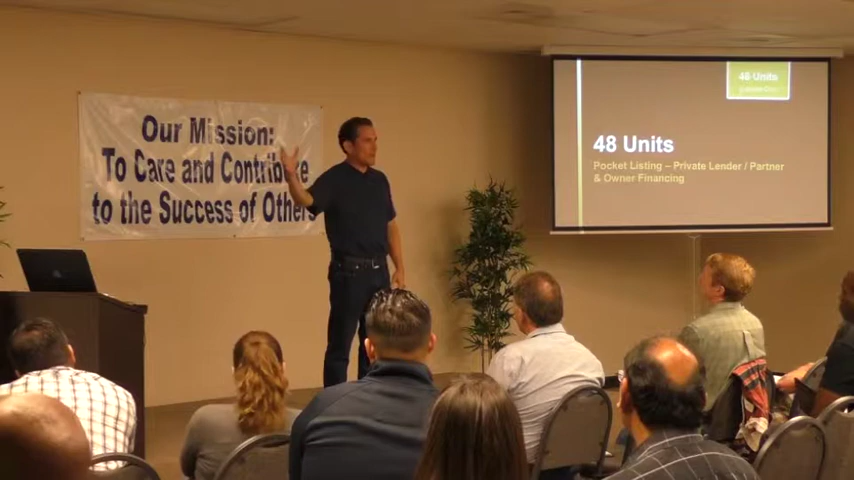 Our Mission:
To Care and Contribute
to the Success of Others
48 Units
48 Units
Pocket Listing – Private Lender / Partner
& Owner Financing